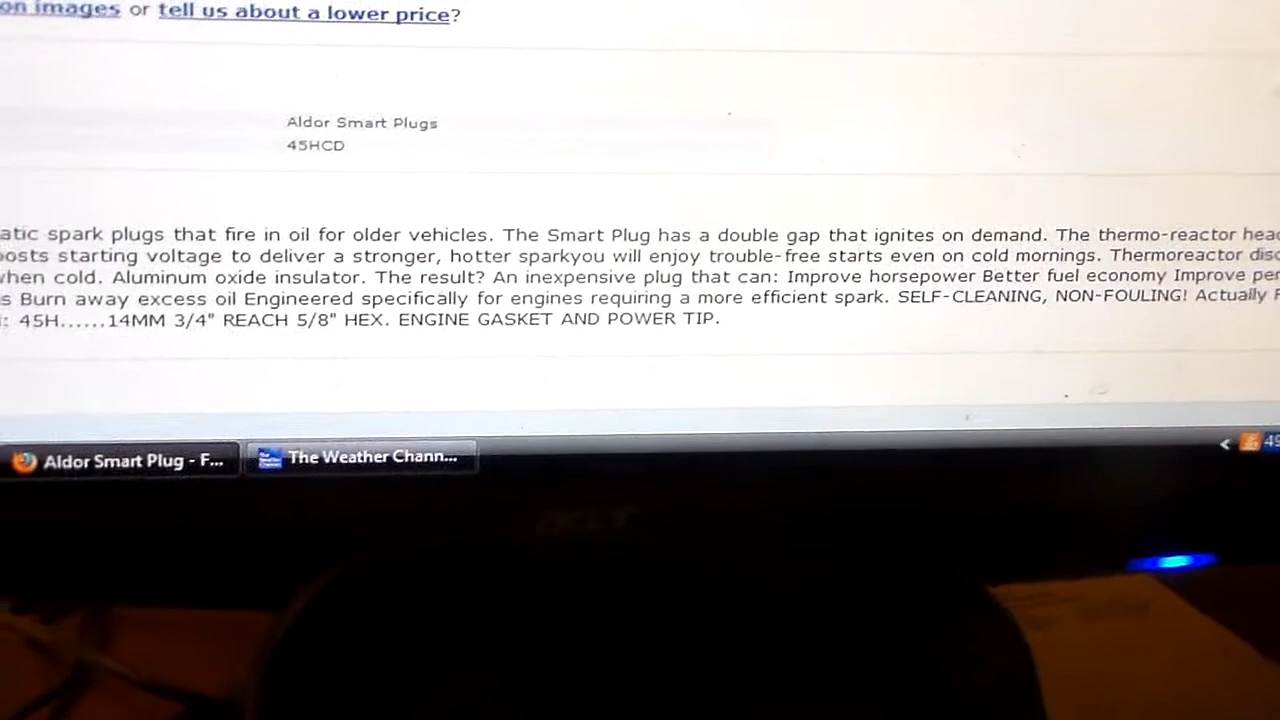 on images or tell us about a lower price?
Aldor Smart Plugs
45HCD
atic spark plugs that fire in oil for older vehicles. The Smart Plug has a double gap that ignites on demand. The thermo-reactor head
osts starting voltage to deliver a stronger, hotter sparkyou will enjoy trouble-free starts even on cold mornings. Thermoreactor disc
when cold. Aluminum oxide insulator. The result? An inexpensive plug that can: Improve horsepower Better fuel economy Improve per
s Burn away excess oil Engineered specifically for engines requiring a more efficient spark. SELF-CLEANING, NON-FOULING! Actually F
: 45H......14MM 3/4" REACH 5/8" HEX. ENGINE GASKET AND POWER TIP.
Aldor Smart Plug - F... The Weather Chann... < 49
acer